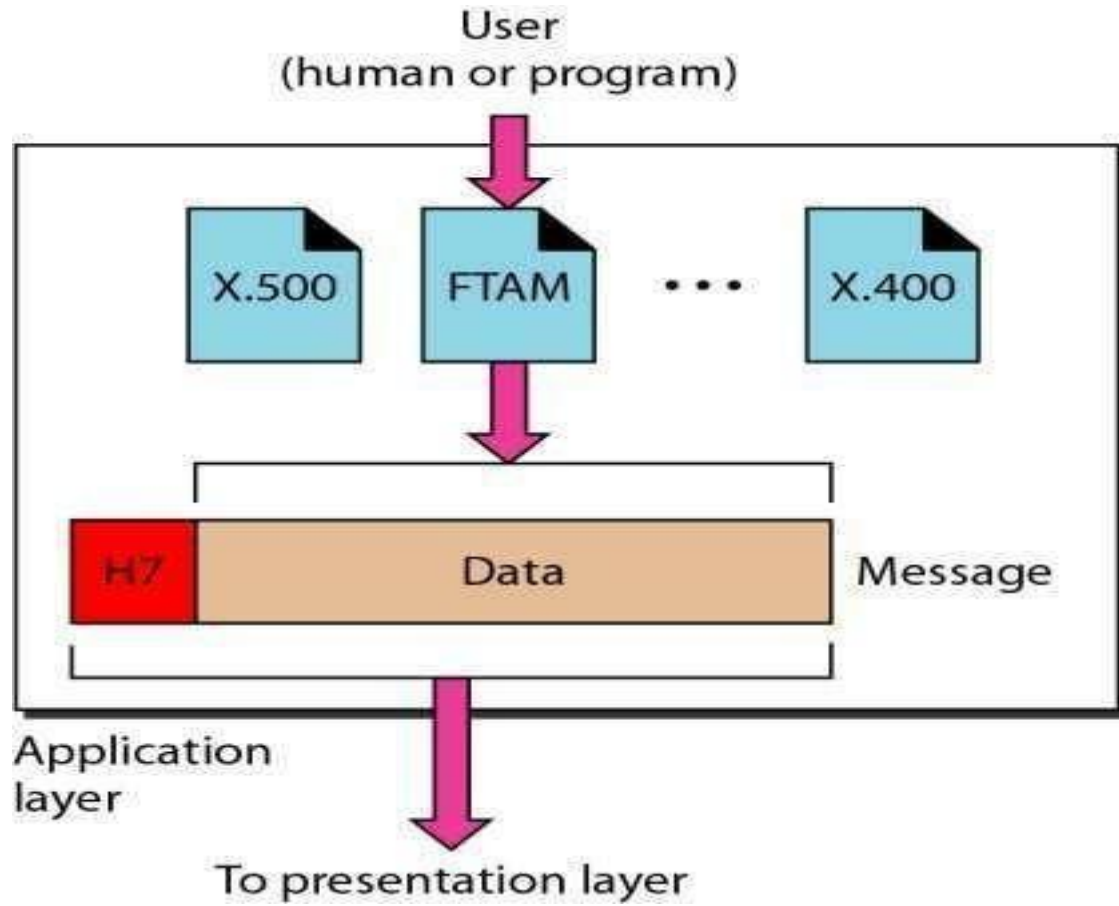 User
(human or program)
X.500 FTAM ... X.400
H7 Data Message
Application
layer
To presentation layer